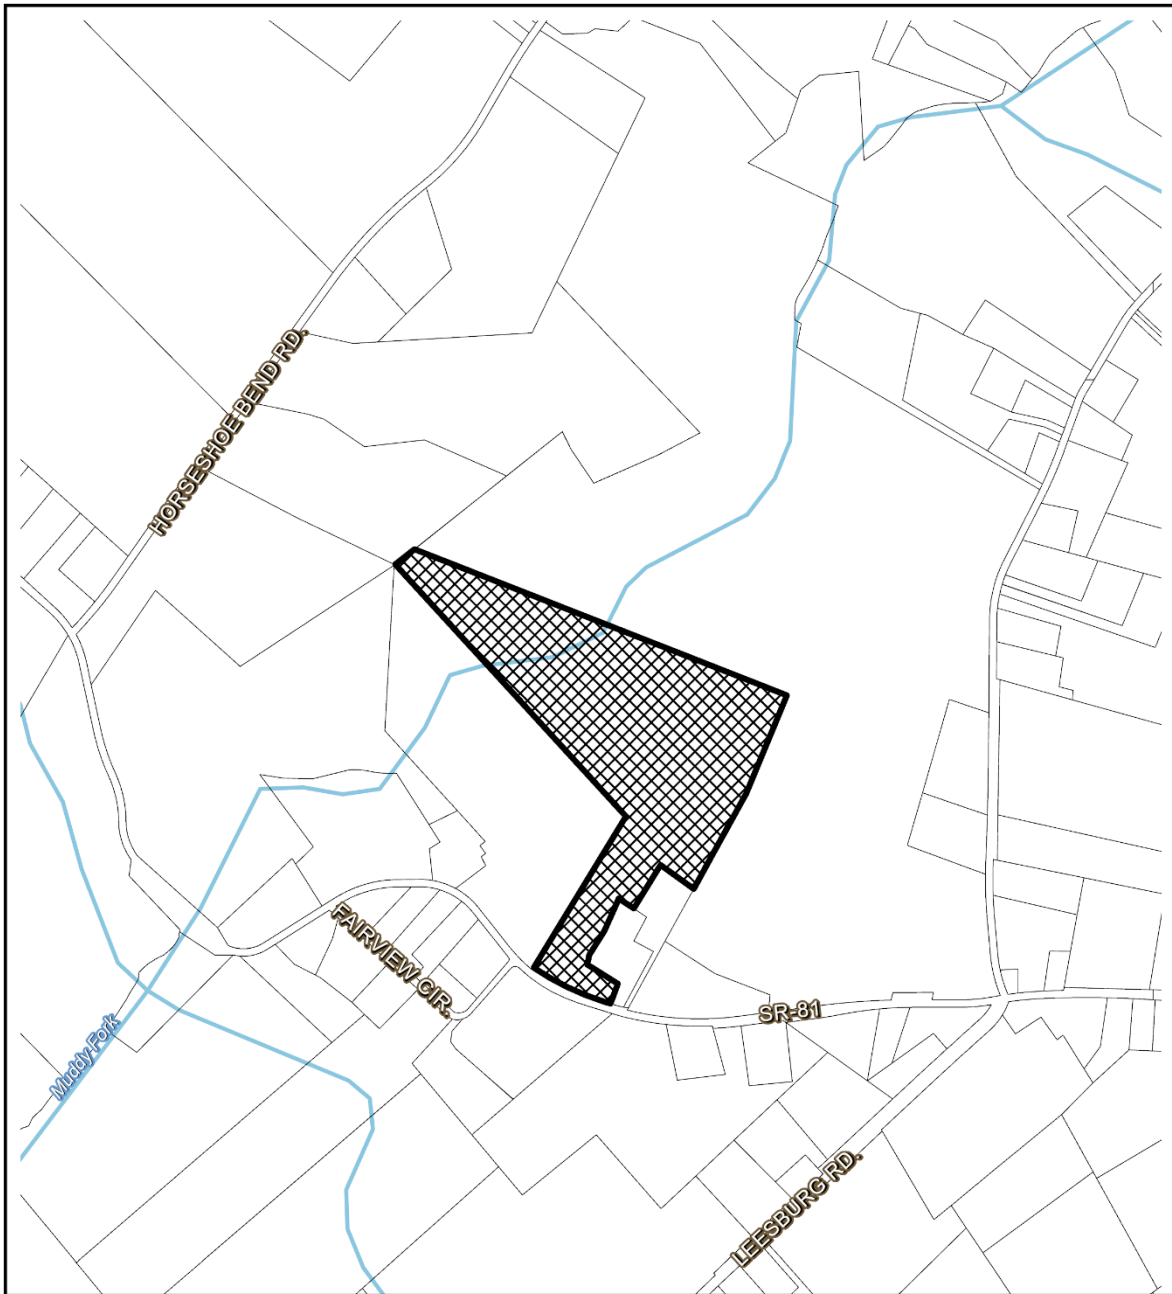 HORSESHOE BEND RD.
FAIRVIEW CIR.
SR-81
Muddy Fork
LEESBURG RD.